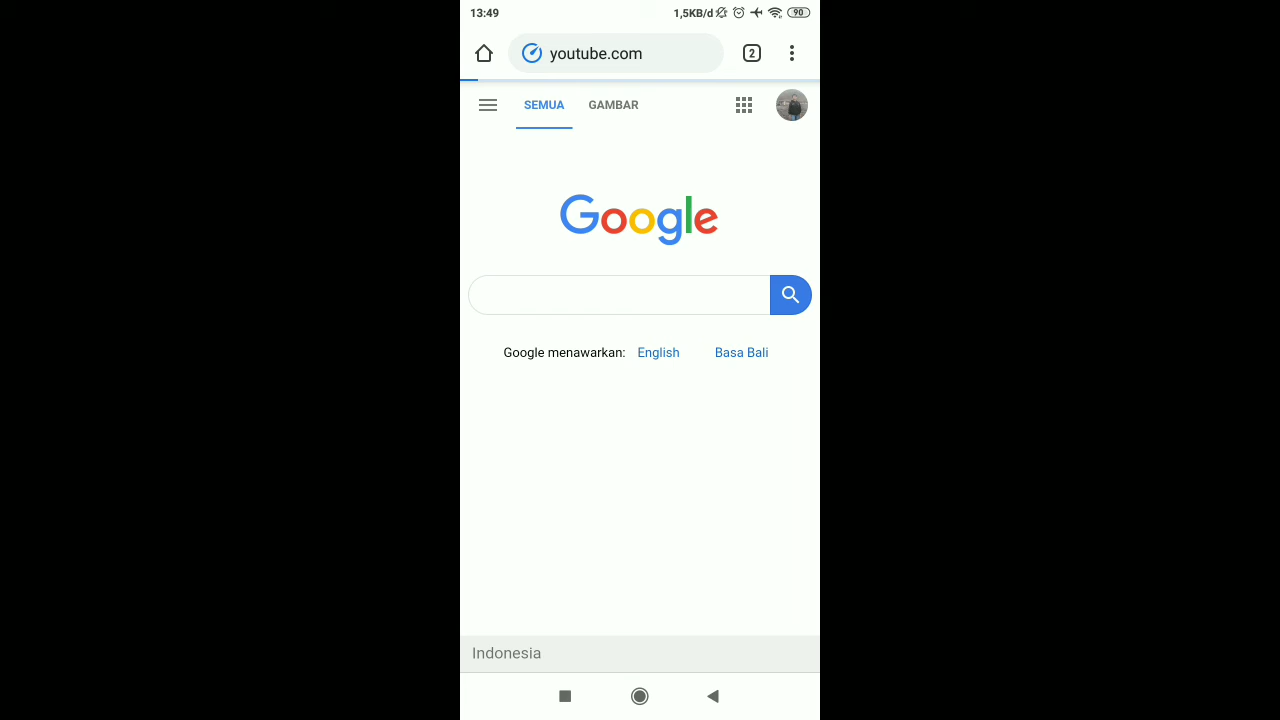 13:49 1,5KB/d 90
youtube.com 2
SEMUA GAMBAR
Google
Google menawarkan: English Basa Bali
Indonesia